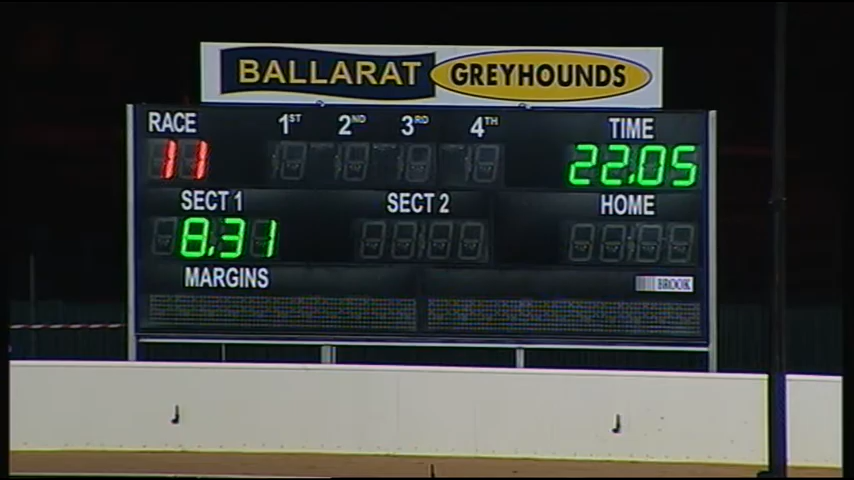 BALLARAT GREYHOUNDS
RACE 1ST 2ND 3RD 4TH TIME
11 22.05
SECT 1 SECT 2 HOME
8.31
MARGINS BROOK